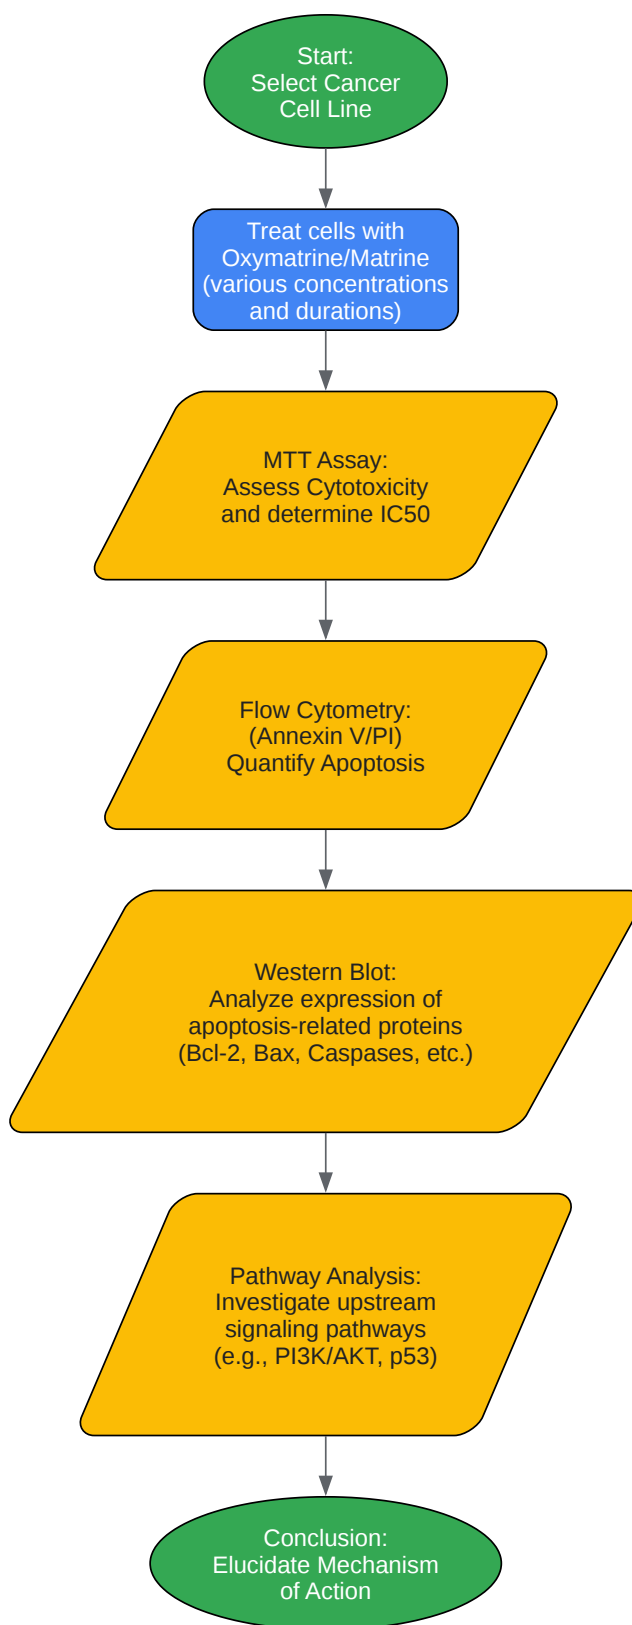 Start:
Select Cancer
Cell Line
Treat cells with
Oxymatrine/Matrine
(various concentrations
and durations)
MTT Assay:
Assess Cytotoxicity
and determine IC50
Flow Cytometry:
(Annexin V/PI)
Quantify Apoptosis
Western Blot:
Analyze expression of
apoptosis-related proteins
(Bcl-2, Bax, Caspases, etc.)
Pathway Analysis:
Investigate upstream
signaling pathways
(e.g., PI3K/AKT, p53)
Conclusion:
Elucidate Mechanism
of Action